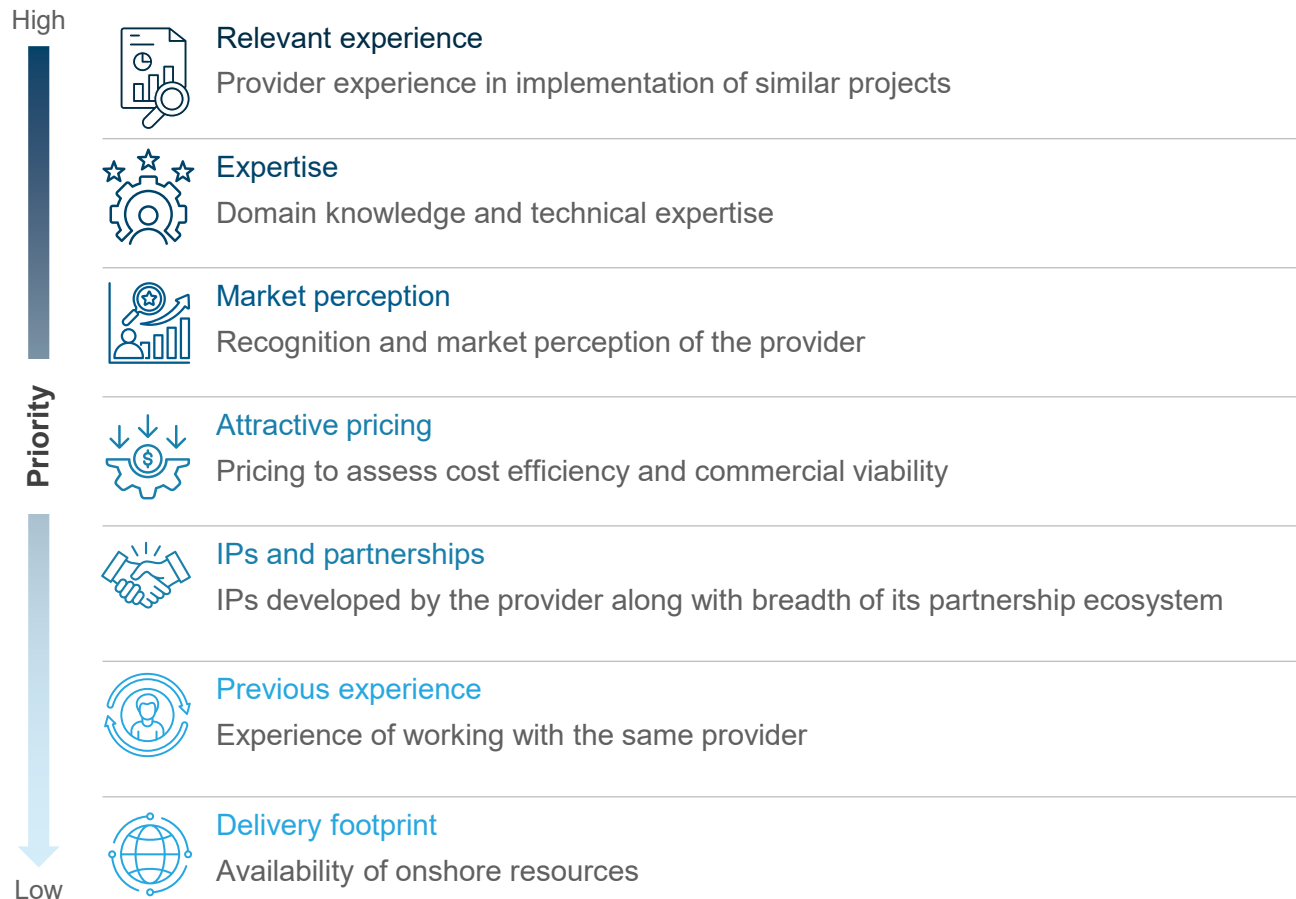 High
Relevant experience
Provider experience in implementation of similar projects
Expertise
Domain knowledge and technical expertise
Market perception
Recognition and market perception of the provider
Priority
Attractive pricing
$
Pricing to assess cost efficiency and commercial viability
IPs and partnerships
IPs developed by the provider along with breadth of its partnership ecosystem
Previous experience
Experience of working with the same provider
Delivery footprint
Availability of onshore resources
Low